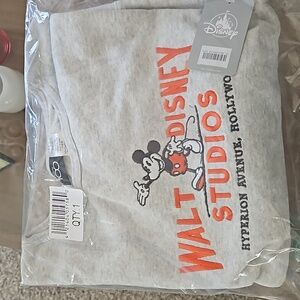 Disney
WALT DISNEY
STUDIOS
HYPERION AVENUE, HOLLYWO
QTY 1